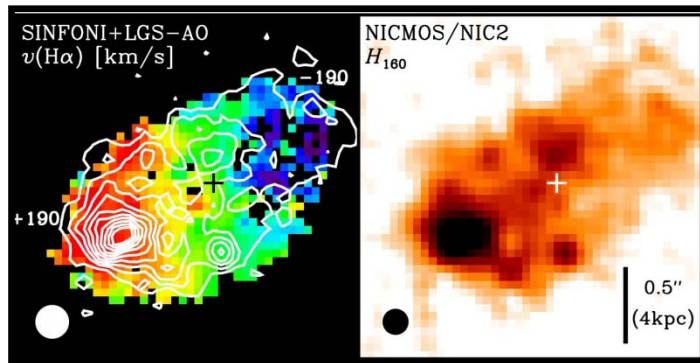 SINFONI+LGS-AO
v(Hα) [km/s]
-190
+190
NICMOS/NIC2
H₁₆₀
0.5"
(4kpc)